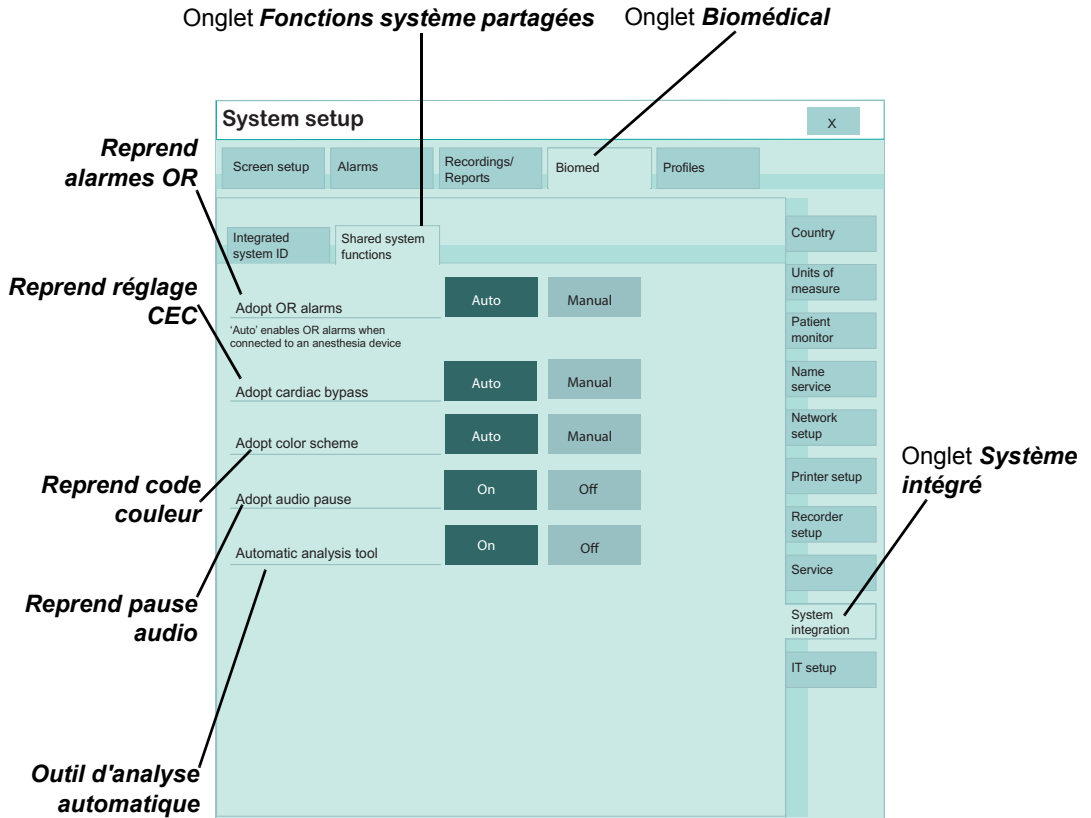 Onglet Fonctions système partagées
Onglet Biomédical
System setup
X
Reprend
alarmes OR
Screen setup
Alarms
Recordings/
Reports
Biomed
Profiles
Integrated
system ID
Shared system
functions
Country
Units of
measure
Patient
monitor
Name
service
Network
setup
Printer setup
Recorder
setup
Service
System
integration
IT setup
Adopt OR alarms
Auto
Manual
'Auto' enables OR alarms when
connected to an anesthesia device
Reprend réglage
CEC
Adopt cardiac bypass
Auto
Manual
Adopt color scheme
Auto
Manual
Onglet Système
intégré
Reprend code
couleur
Adopt audio pause
On
Off
Automatic analysis tool
On
Off
Reprend pause
audio
Outil d'analyse
automatique